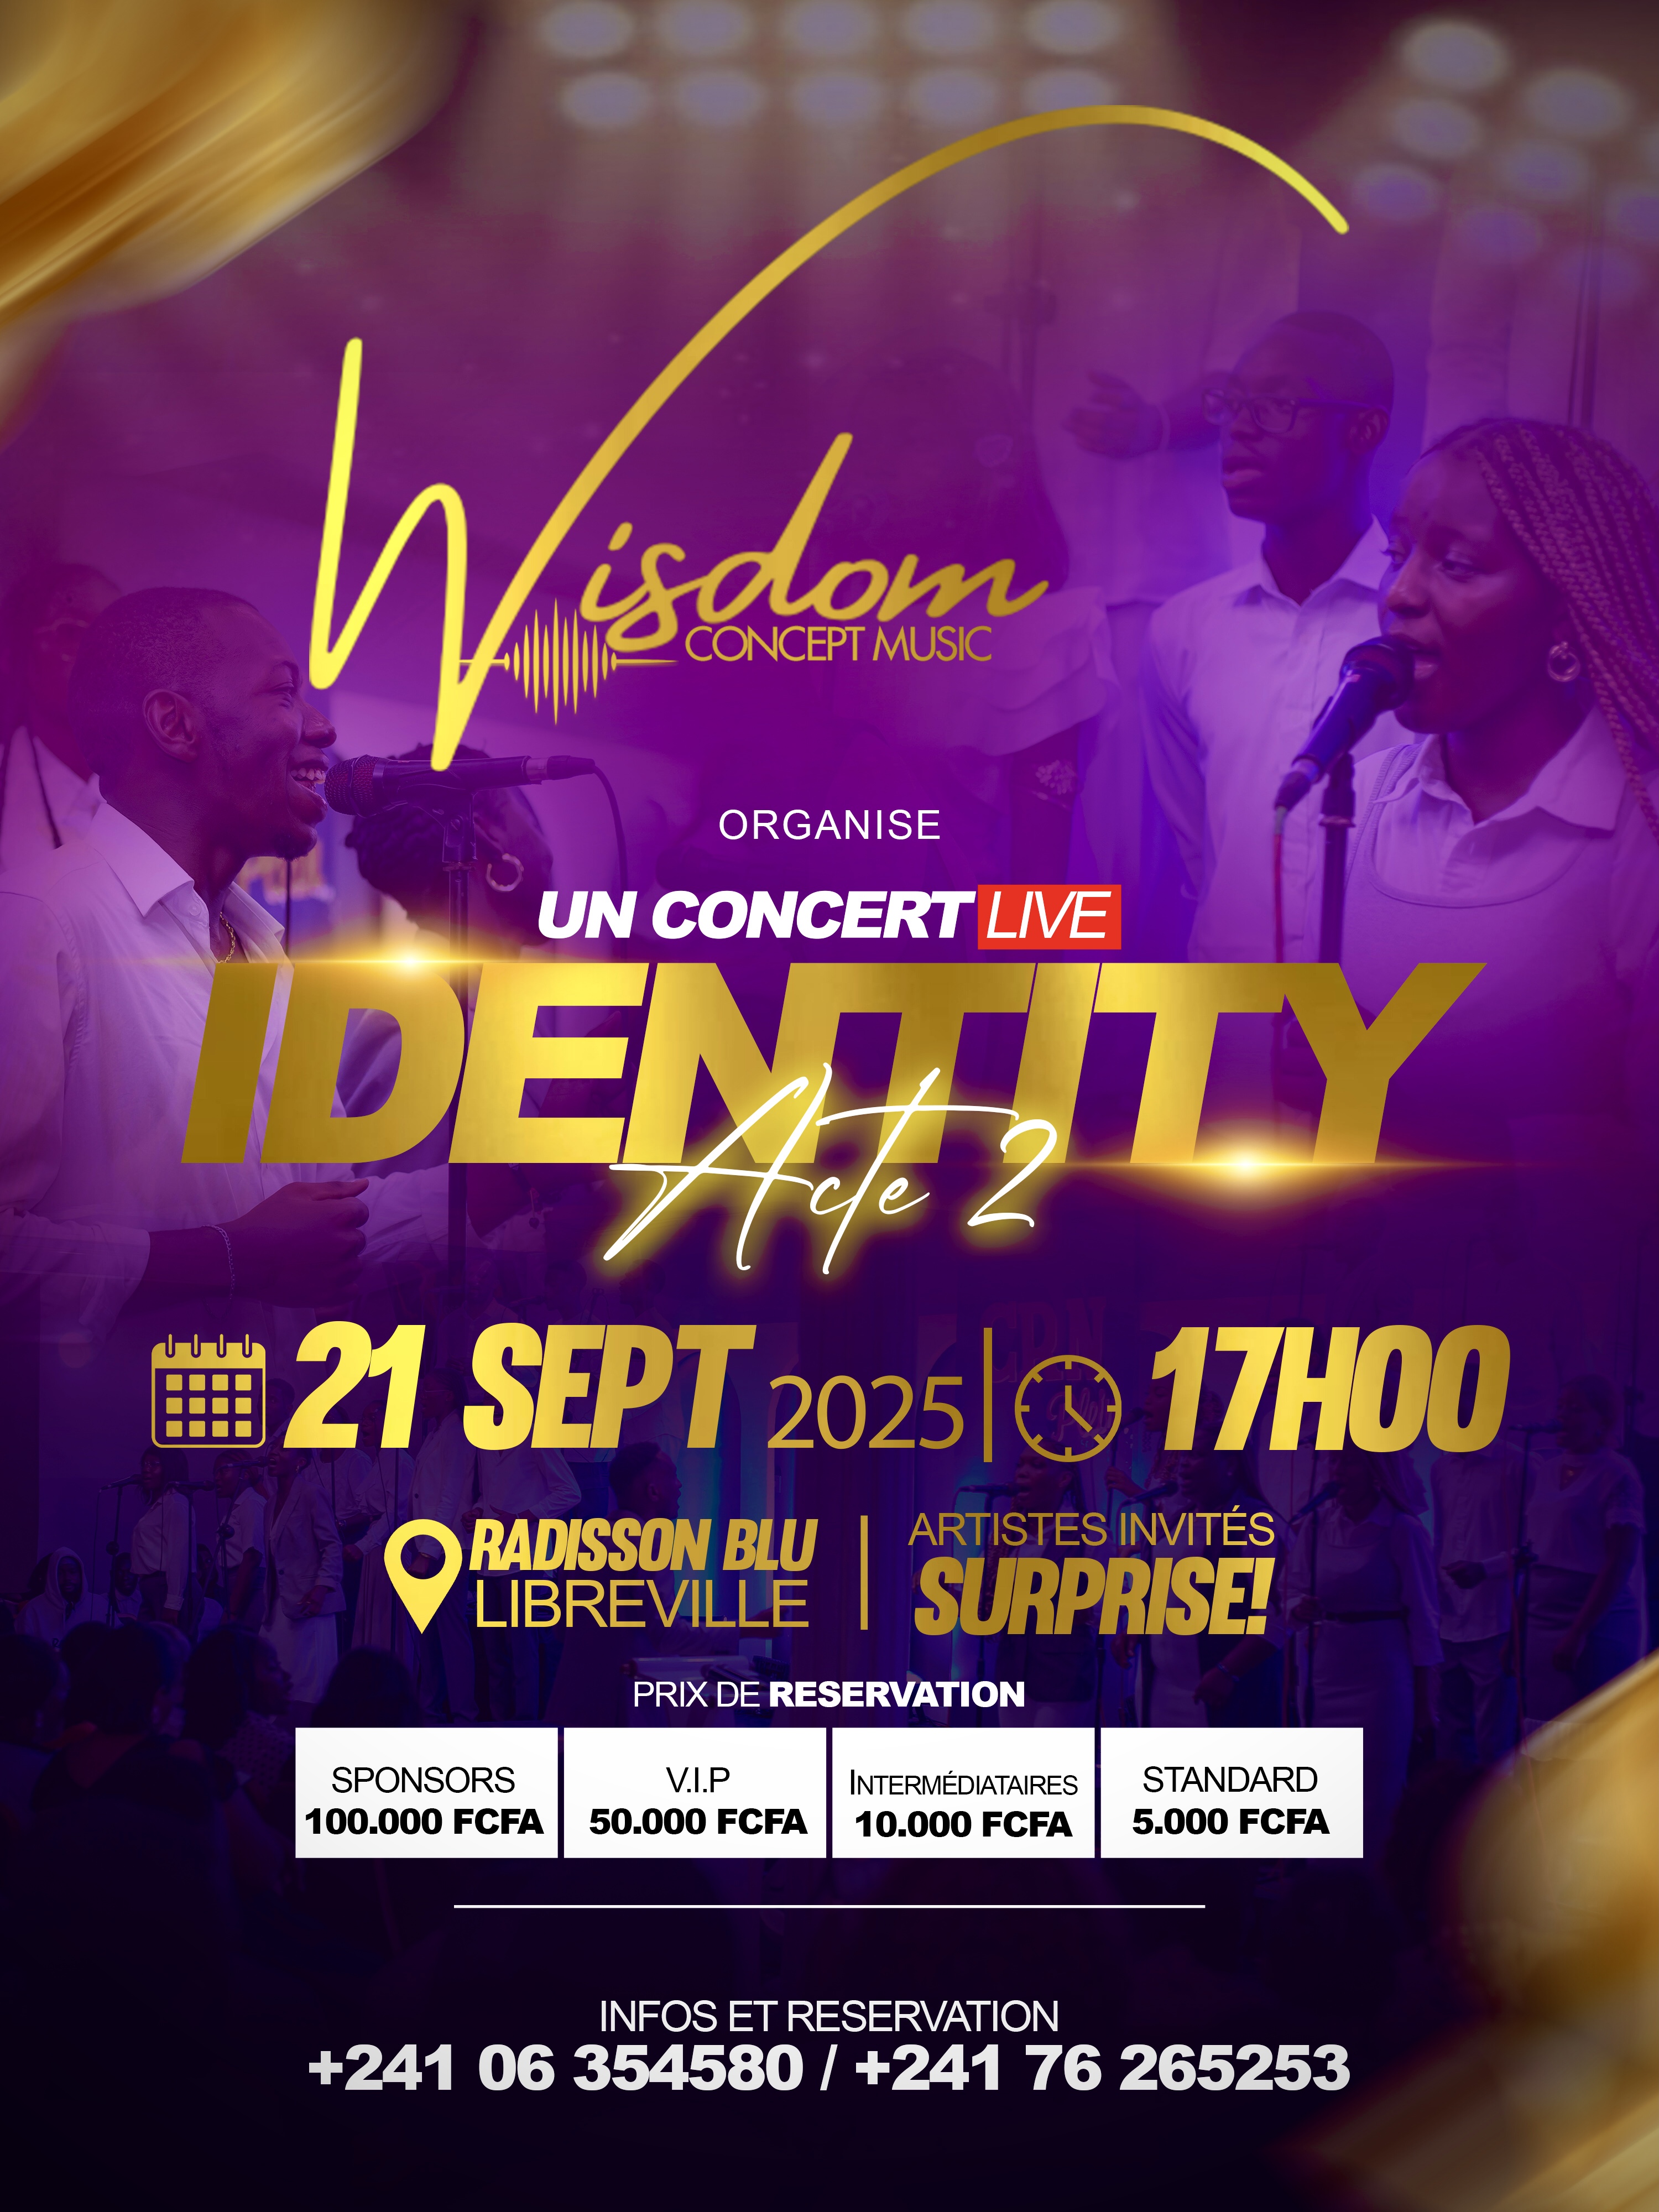 Wisdom
CONCEPT MUSIC
ORGANISE
UN CONCERT LIVE
IDENTITY
Acte 2
21 SEPT 2025 | 17H00
RADISSON BLU
LIBREVILLE
ARTISTES INVITÉS
SURPRISE!
PRIX DE RESERVATION
SPONSORS
100.000 FCFA
V.I.P
50.000 FCFA
INTERMÉDIATAIRES
10.000 FCFA
STANDARD
5.000 FCFA
INFOS ET RESERVATION
+241 06 354580 / +241 76 265253